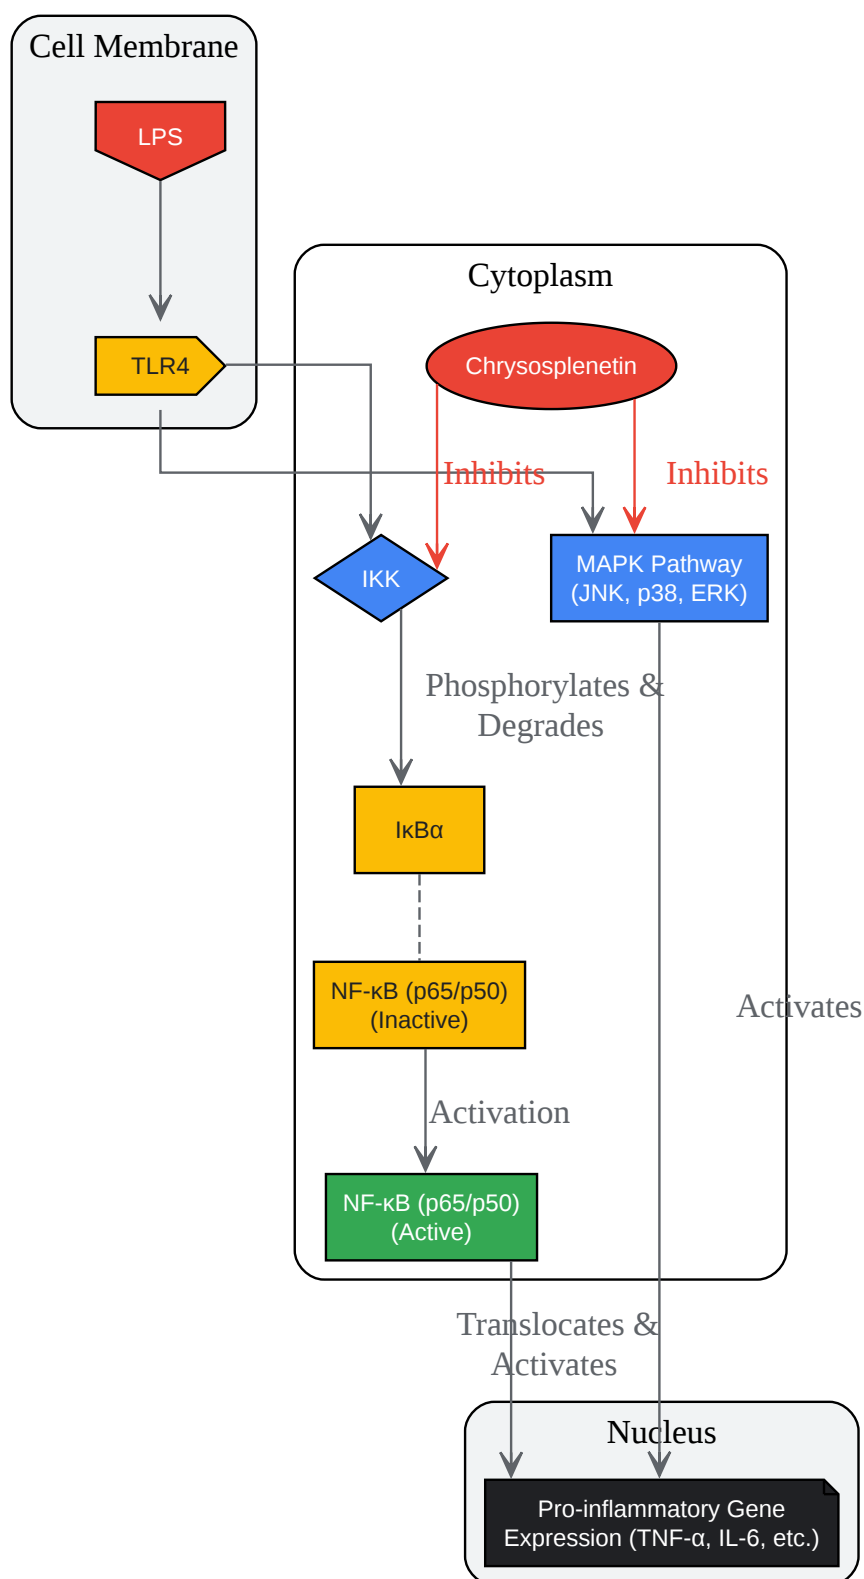 Cell Membrane
LPS
TLR4
Cytoplasm
Chrysosplenetin
Inhibits
Inhibits
IKK
MAPK Pathway
(JNK, p38, ERK)
Phosphorylates &
Degrades
IκBα
NF-κB (p65/p50)
(Inactive)
Activates
Activation
NF-κB (p65/p50)
(Active)
Translocates &
Activates
Nucleus
Pro-inflammatory Gene
Expression (TNF-α, IL-6, etc.)